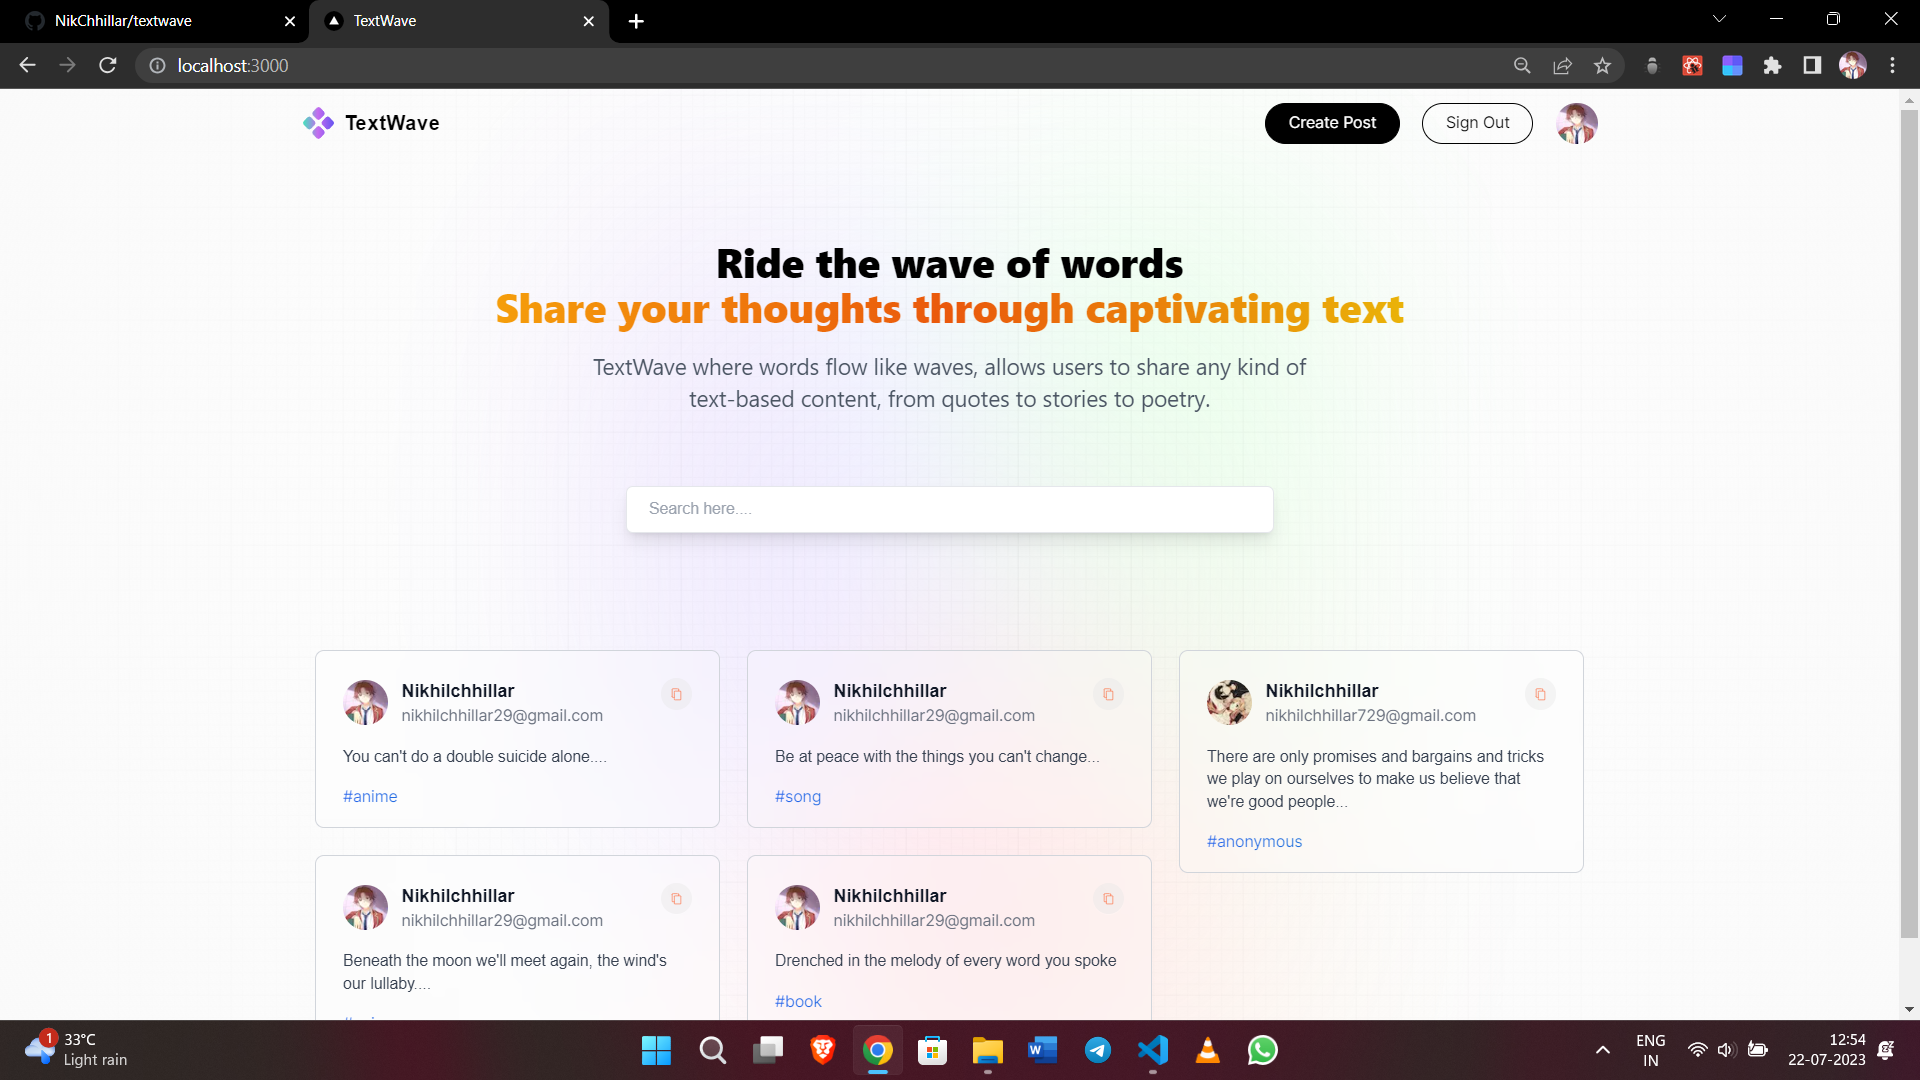 NikChhillar/textwave
TextWave
localhost:3000
TextWave
Create Post
Sign Out
Ride the wave of words
Share your thoughts through captivating text
TextWave where words flow like waves, allows users to share any kind of
text-based content, from quotes to stories to poetry.
Search here....
Nikhilchhillar
nikhilchhillar29@gmail.com
You can't do a double suicide alone....
#anime
Nikhilchhillar
nikhilchhillar29@gmail.com
Be at peace with the things you can't change...
#song
Nikhilchhillar
nikhilchhillar729@gmail.com
There are only promises and bargains and tricks
we play on ourselves to make us believe that
we're good people...
#anonymous
Nikhilchhillar
nikhilchhillar29@gmail.com
Beneath the moon we'll meet again, the wind's
our lullaby....
Nikhilchhillar
nikhilchhillar29@gmail.com
Drenched in the melody of every word you spoke
#book
1
33°C
Light rain
ENG
IN
12:54
22-07-2023